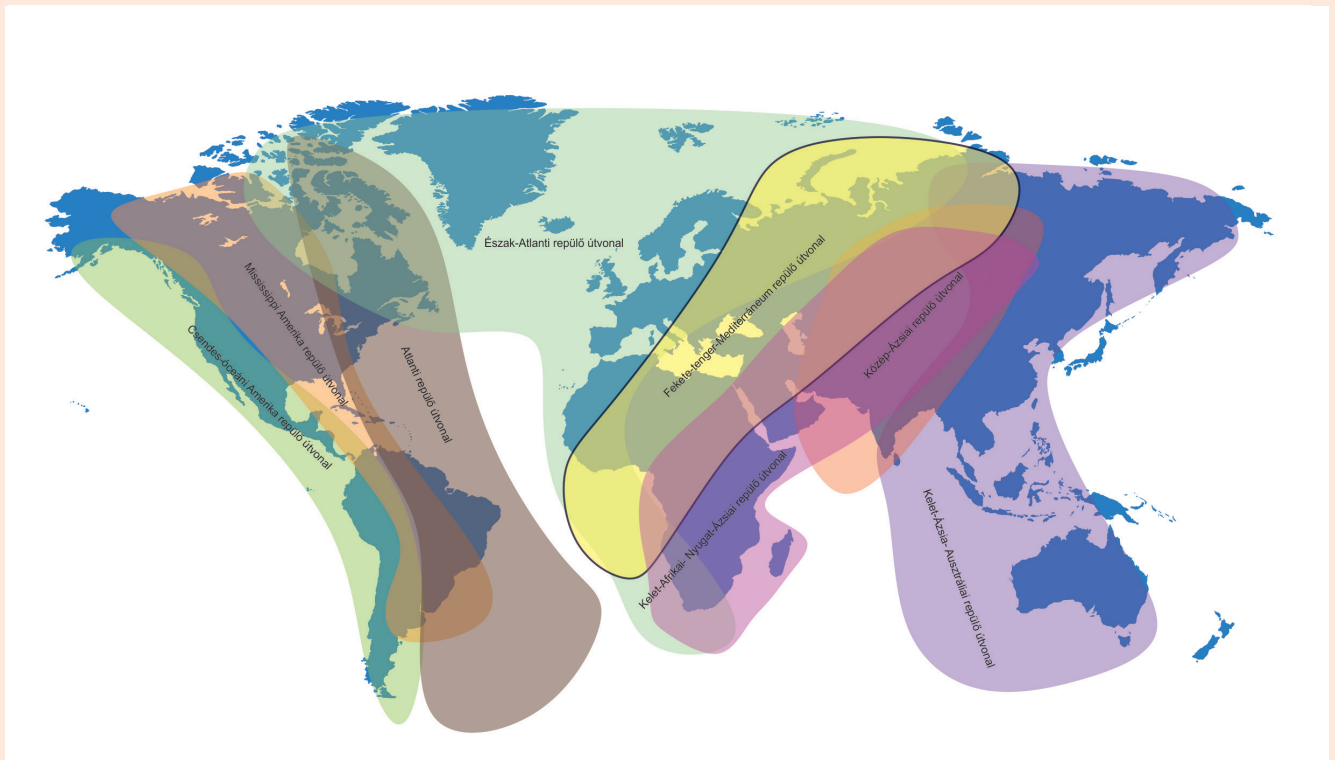 Észak-Atlanti repülő útvonal
Mississippi Amerika repülő útvonal
Csendes-óceáni Amerika repülő útvonal
Atlanti repülő útvonal
Fekete-tenger-Mediterráneum repülő útvonal
Közép-Ázsiai repülő útvonal
Kelet-Afrikai- Nyugat-Ázsiai repülő útvonal
Kelet-Ázsia- Ausztráliai repülő útvonal